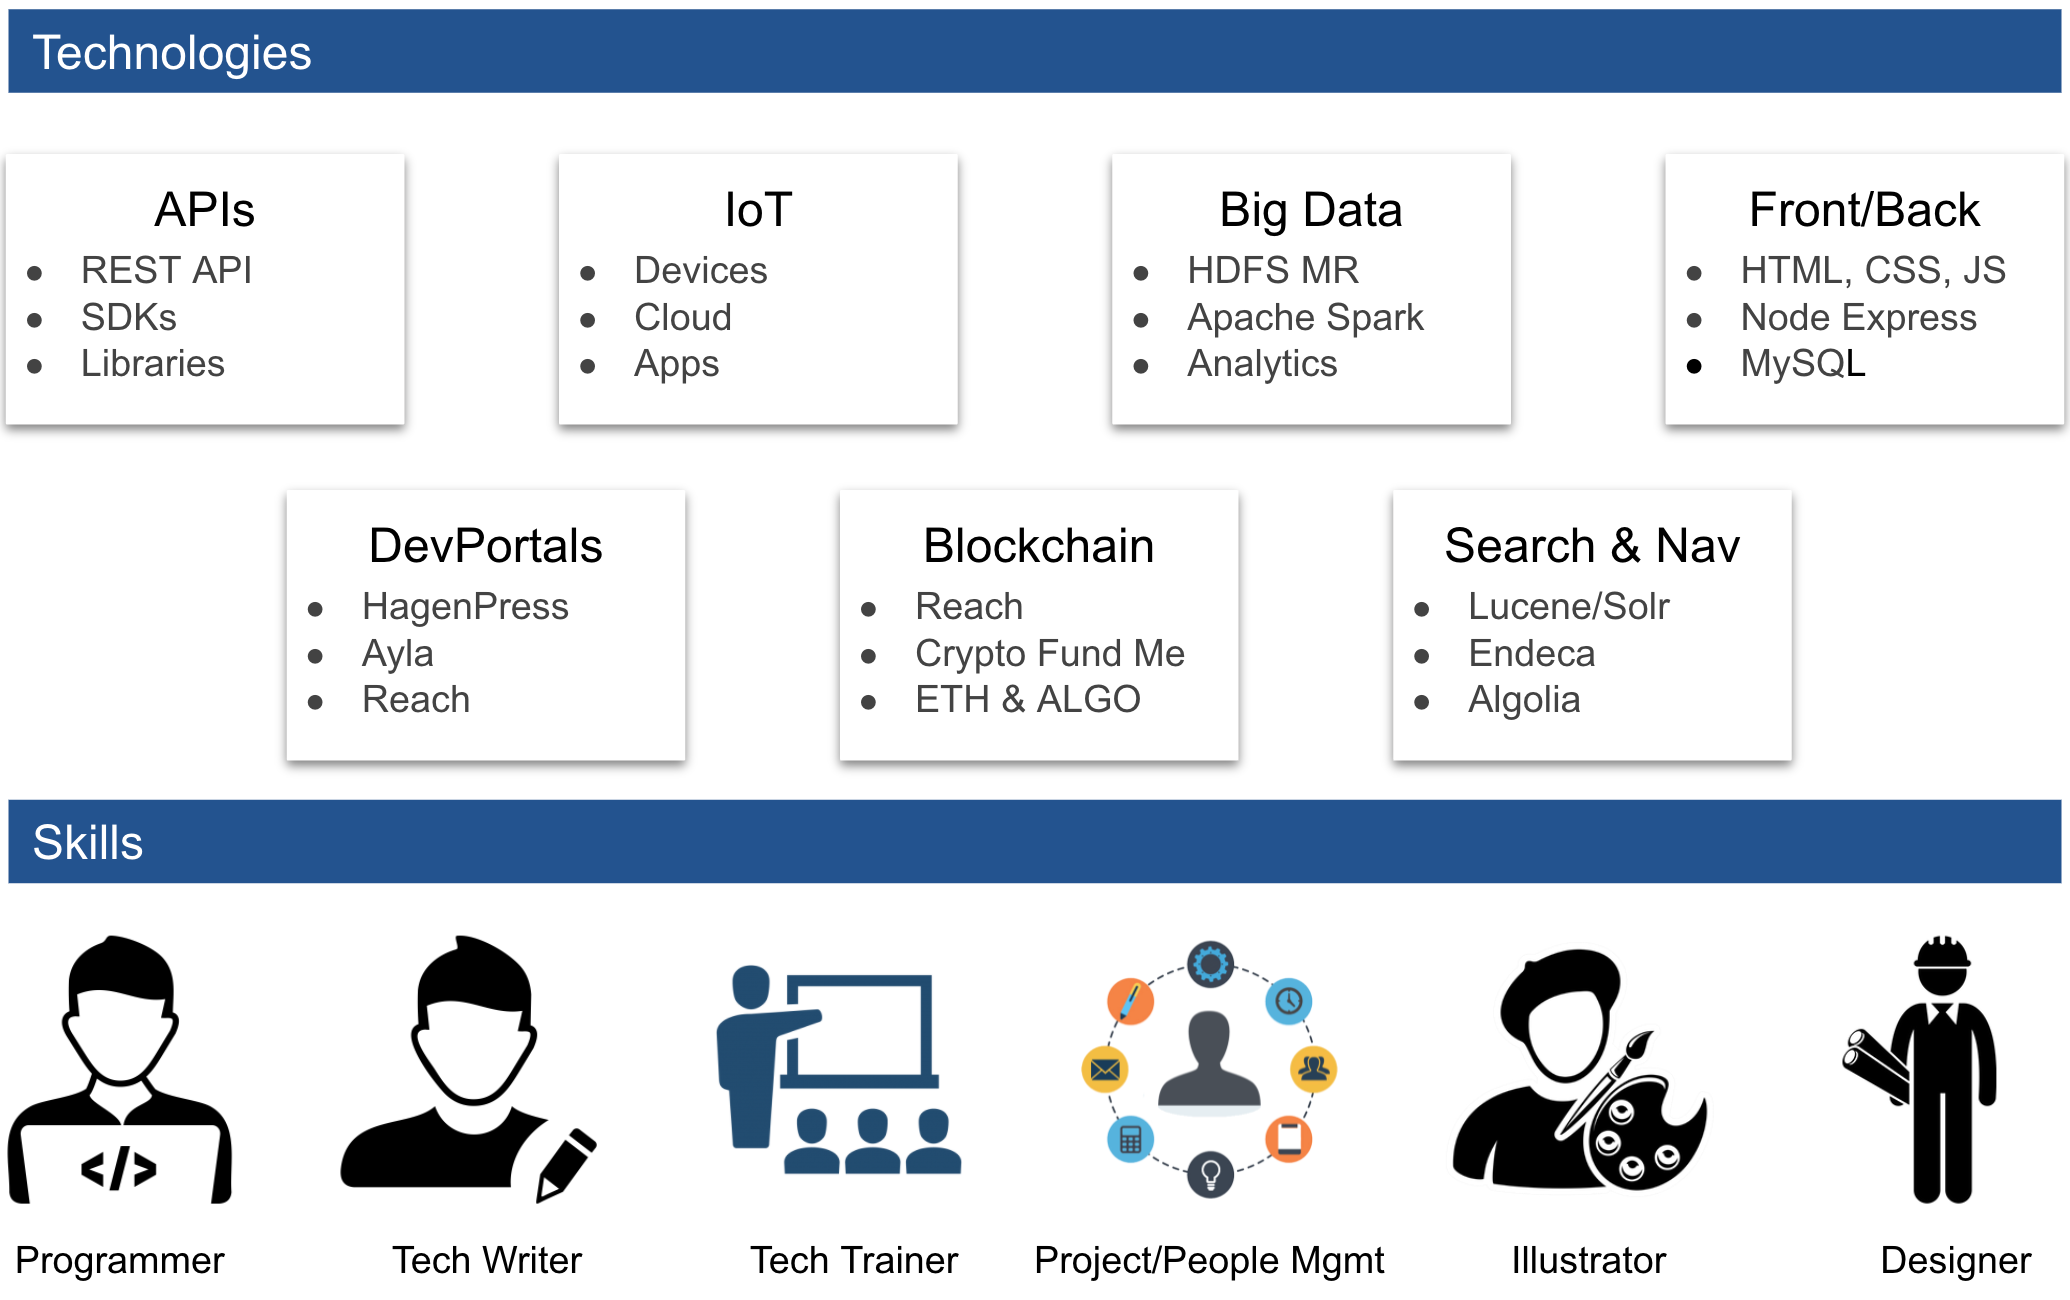 Technologies
APIs
● REST API
● SDKs
● Libraries
IoT
● Devices
● Cloud
● Apps
Big Data
● HDFS MR
● Apache Spark
● Analytics
Front/Back
● HTML, CSS, JS
● Node Express
● MySQL
DevPortals
● HagenPress
● Ayla
● Reach
Blockchain
● Reach
● Crypto Fund Me
● ETH & ALGO
Search & Nav
● Lucene/Solr
● Endeca
● Algolia
Skills
</>
Programmer
Tech Writer
Tech Trainer
Project/People Mgmt
Illustrator
Designer